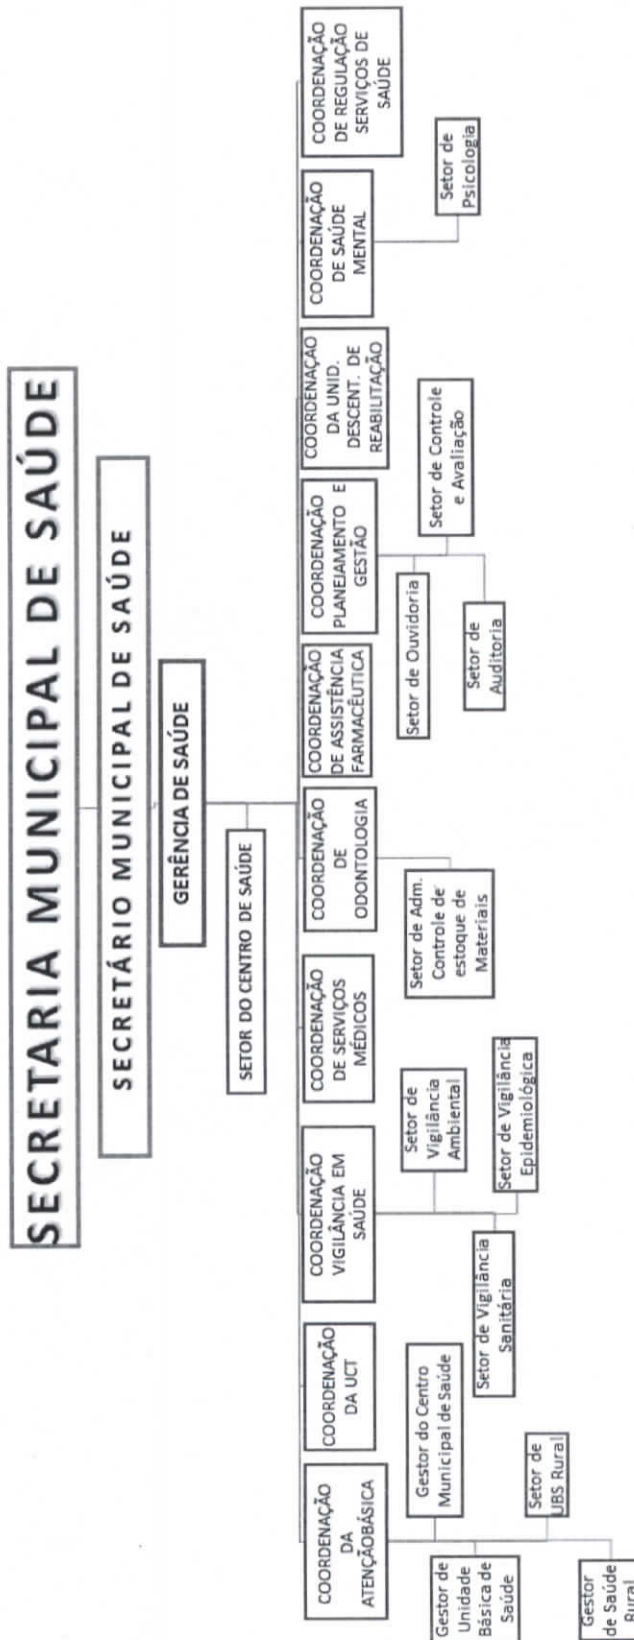 SECRETARIA MUNICIPAL DE SAÚDE
SECRETÁRIO MUNICIPAL DE SAÚDE
GERÊNCIA DE SAÚDE
SETOR DO CENTRO DE SAÚDE
COORDENAÇÃO
DA
ATENÇÃOBÁSICA
COORDENAÇÃO
DA UCT
COORDENAÇÃO
VIGILÂNCIA EM
SAÚDE
COORDENAÇÃO
DE SERVIÇOS
MÉDICOS
COORDENAÇÃO
DE
ODONTOLOGIA
COORDENAÇÃO
DE ASSISTÊNCIA
FARMACÊUTICA
COORDENAÇÃO
PLANEJAMENTO E
GESTÃO
COORDENAÇÃO
DA UNID.
DESCENT. DE
REABILITAÇÃO
COORDENAÇÃO
DE SAÚDE
MENTAL
COORDENAÇÃO
DE REGULAÇÃO
SERVIÇOS DE
SAÚDE
Gestor de
Unidade
Básica de
Saúde
Gestor do Centro
Municipal de Saúde
Setor de
UBS Rural
Gestor
de Saúde
Rural
Setor de
Vigilância
Ambiental
Setor de Vigilância
Sanitária
Setor de Vigilância
Epidemiológica
Setor de Adm.
Controle de
estoque de
Materiais
Setor de Ouvidoria
Setor de Controle
e Avaliação
Setor de
Auditoria
Setor de
Psicologia